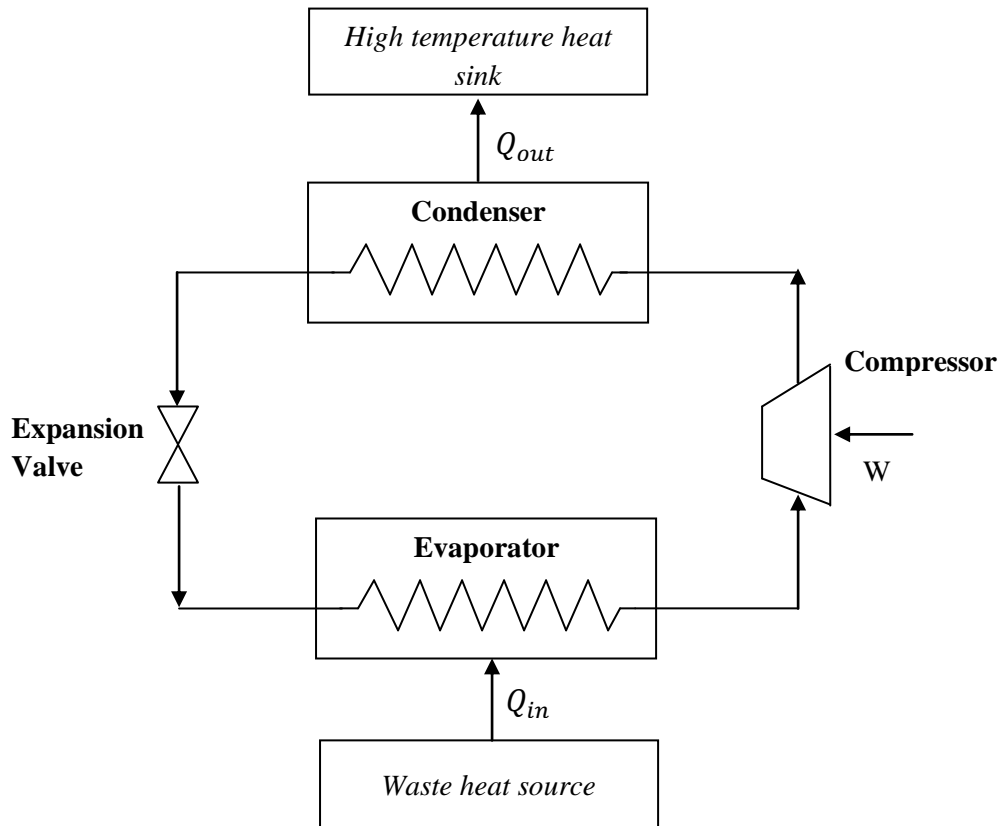 High temperature heat
sink
Q_out
Condenser
Compressor
Expansion
Valve
W
Evaporator
Q_in
Waste heat source